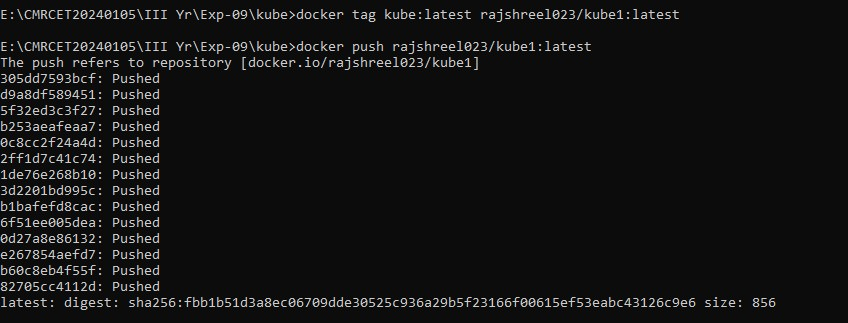 E:\CMRCET20240105\III Yr\Exp-09\kube>docker tag kube:latest rajshreel023/kube1:latest
E:\CMRCET20240105\III Yr\Exp-09\kube>docker push rajshreel023/kube1:latest
The push refers to repository [docker.io/rajshreel023/kube1]
305dd7593bcf: Pushed
d9a8df589451: Pushed
5f32ed3c3f27: Pushed
b253aeafeaa7: Pushed
0c8cc2f24a4d: Pushed
2ff1d7c41c74: Pushed
1de76e268b10: Pushed
3d2201bd995c: Pushed
b1bafefd8cac: Pushed
6f51ee005dea: Pushed
0d27a8e86132: Pushed
e267854aefd7: Pushed
b60c8eb4f55f: Pushed
82705cc4112d: Pushed
latest: digest: sha256:fbb1b51d3a8ec06709dde30525c936a29b5f23166f00615ef53eabc43126c9e6 size: 856